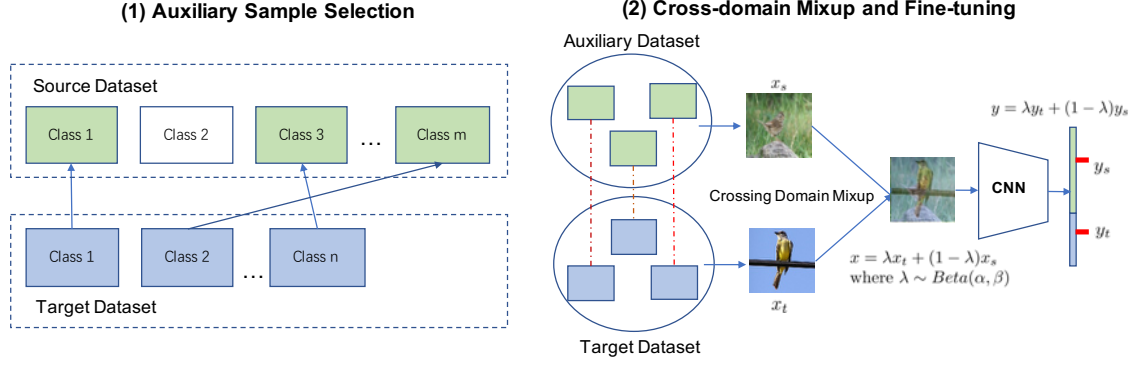 (1) Auxiliary Sample Selection
Source Dataset
Class 1
Class 2
Class 3
...
Class m
Class 1
Class 2
...
Class n
Target Dataset
(2) Cross-domain Mixup and Fine-tuning
Auxiliary Dataset
x_s
y = λy_t + (1 − λ)y_s
Crossing Domain Mixup
CNN
y_s
y_t
x = λx_t + (1 − λ)x_s
where λ ∼ Beta(α, β)
x_t
Target Dataset